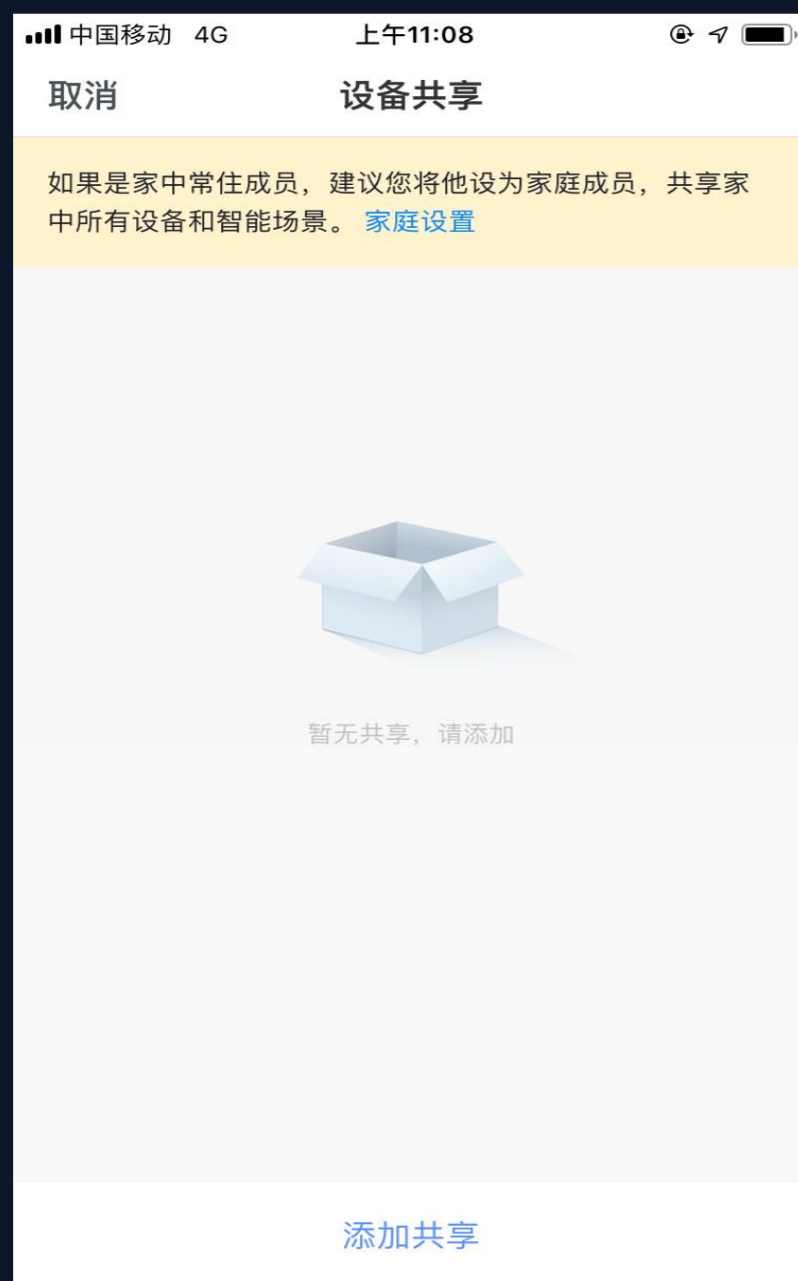 中国移动 4G 上午11:08
取消 设备共享
如果是家中常住成员，建议您将他设为家庭成员，共享家
中所有设备和智能场景。 家庭设置
暂无共享，请添加
添加共享